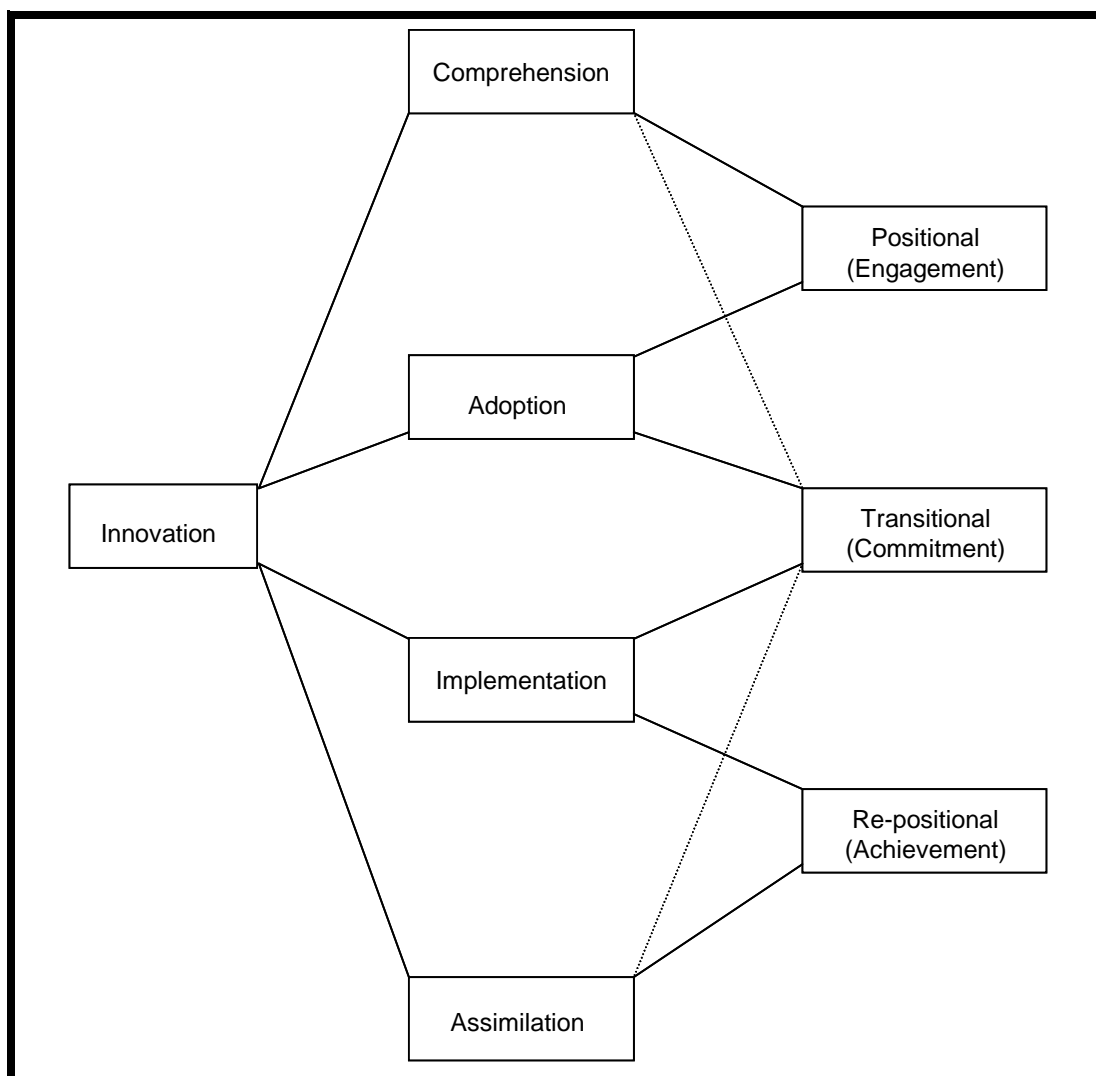 Comprehension
Positional
(Engagement)
Adoption
Innovation
Transitional
(Commitment)
Implementation
Re-positional
(Achievement)
Assimilation